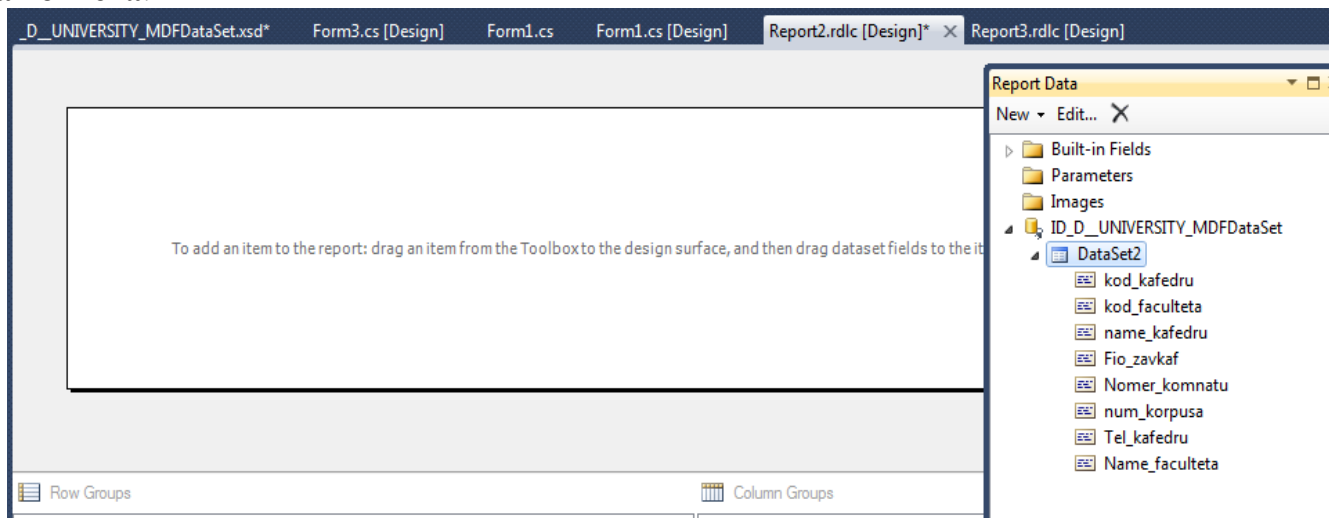 _D__UNIVERSITY_MDFDataSet.xsd* Form3.cs [Design] Form1.cs Form1.cs [Design] Report2.rdlc [Design]* Report3.rdlc [Design]
To add an item to the report: drag an item from the Toolbox to the design surface, and then drag dataset fields to the it
Row Groups
Column Groups
Report Data
New Edit...
Built-in Fields
Parameters
Images
ID_D__UNIVERSITY_MDFDataSet
DataSet2
kod_kafedru
kod_faculteta
name_kafedru
Fio_zavkaf
Nomer_komnatu
num_korpusa
Tel_kafedru
Name_faculteta